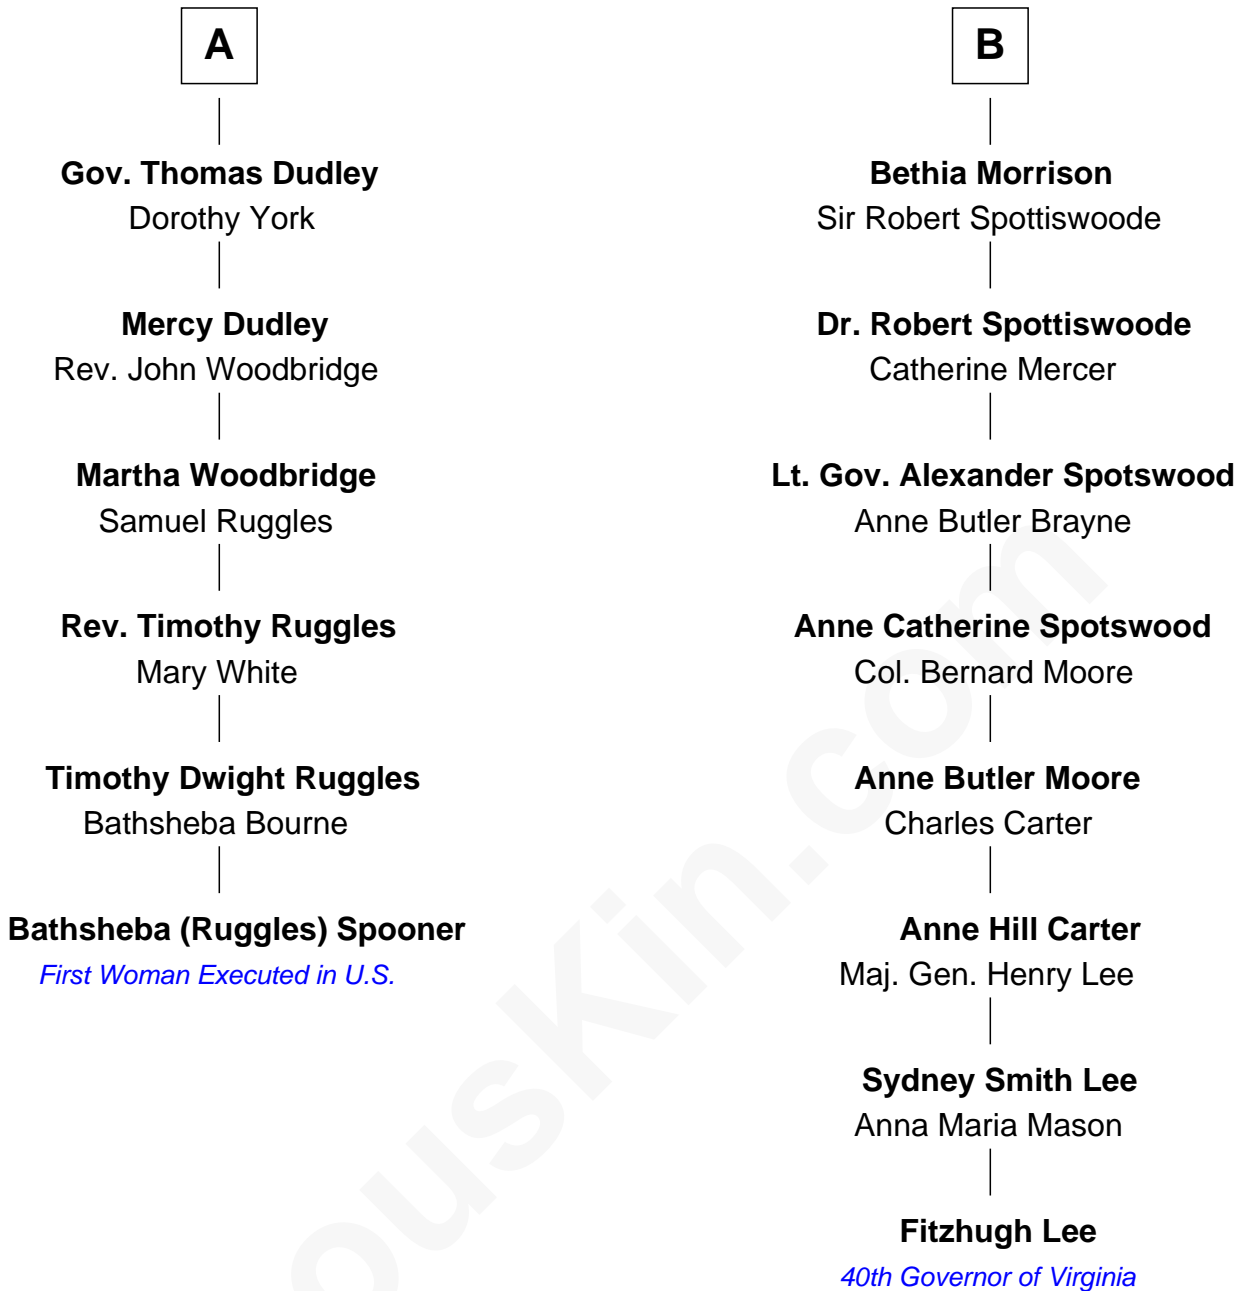 A
Gov. Thomas Dudley
Dorothy York
Mercy Dudley
Rev. John Woodbridge
Martha Woodbridge
Samuel Ruggles
Rev. Timothy Ruggles
Mary White
Timothy Dwight Ruggles
Bathsheba Bourne
Bathsheba (Ruggles) Spooner
First Woman Executed in U.S.
B
Bethia Morrison
Sir Robert Spottiswoode
Dr. Robert Spottiswoode
Catherine Mercer
Lt. Gov. Alexander Spotswood
Anne Butler Brayne
Anne Catherine Spotswood
Col. Bernard Moore
Anne Butler Moore
Charles Carter
Anne Hill Carter
Maj. Gen. Henry Lee
Sydney Smith Lee
Anna Maria Mason
Fitzhugh Lee
40th Governor of Virginia
ousKin.com